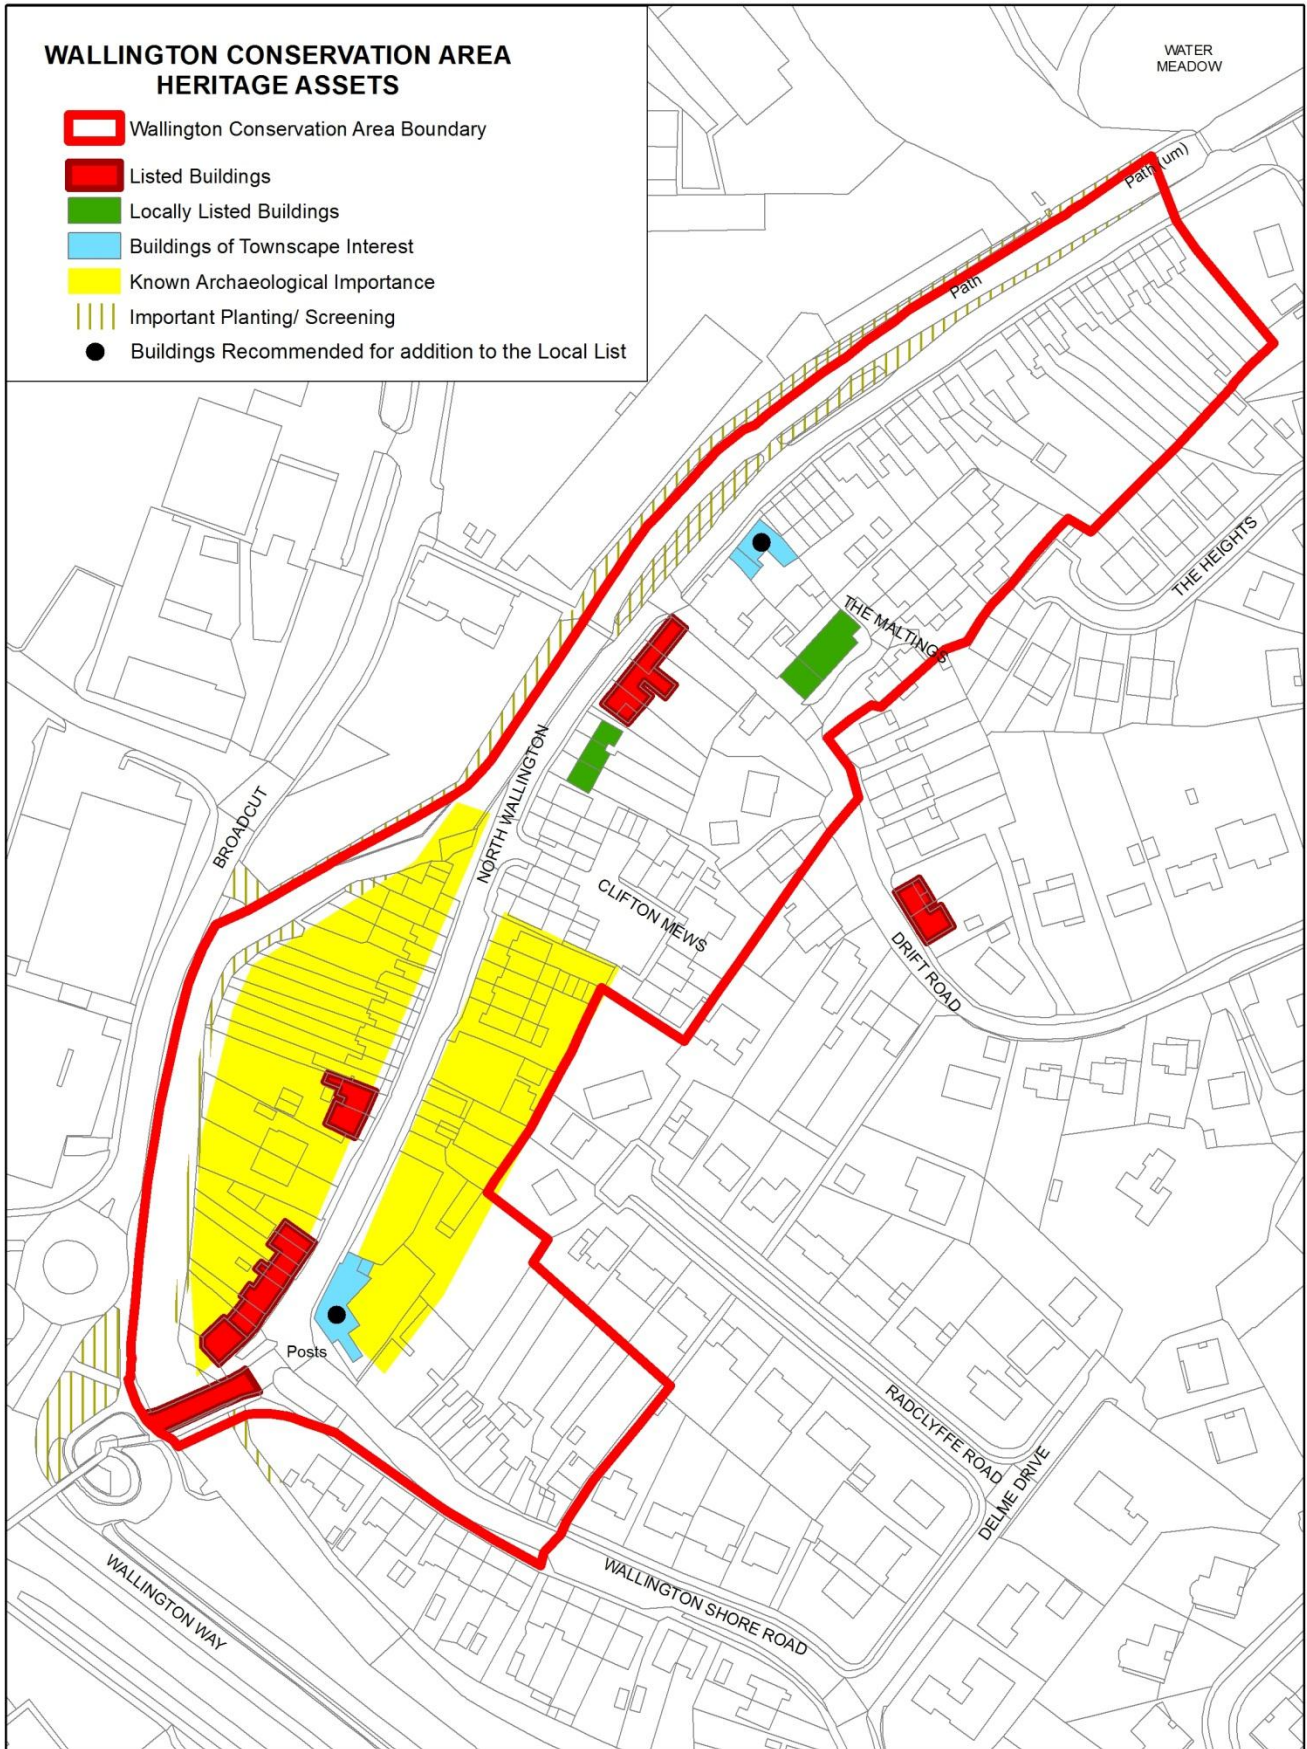 WALLINGTON CONSERVATION AREA
HERITAGE ASSETS
Wallington Conservation Area Boundary
Listed Buildings
Locally Listed Buildings
Buildings of Townscape Interest
Known Archaeological Importance
Important Planting/ Screening
Buildings Recommended for addition to the Local List
WATER
MEADOW
Path (um)
Path
THE HEIGHTS
THE MALTINGS
NORTH WALLINGTON
BROADCUT
CLIFTON MEWS
DRIFT ROAD
Posts
RADCLYFFE ROAD
DELME DRIVE
WALLINGTON SHORE ROAD
WALLINGTON WAY